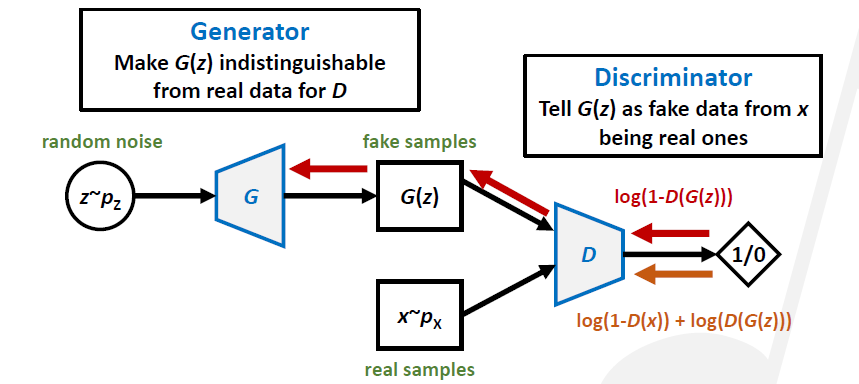 Generator
Make G(z) indistinguishable
from real data for D
Discriminator
Tell G(z) as fake data from x
being real ones
random noise
fake samples
z~pZ
G
G(z)
log(1-D(G(z)))
D
1/0
x~pX
log(1-D(x)) + log(D(G(z)))
real samples